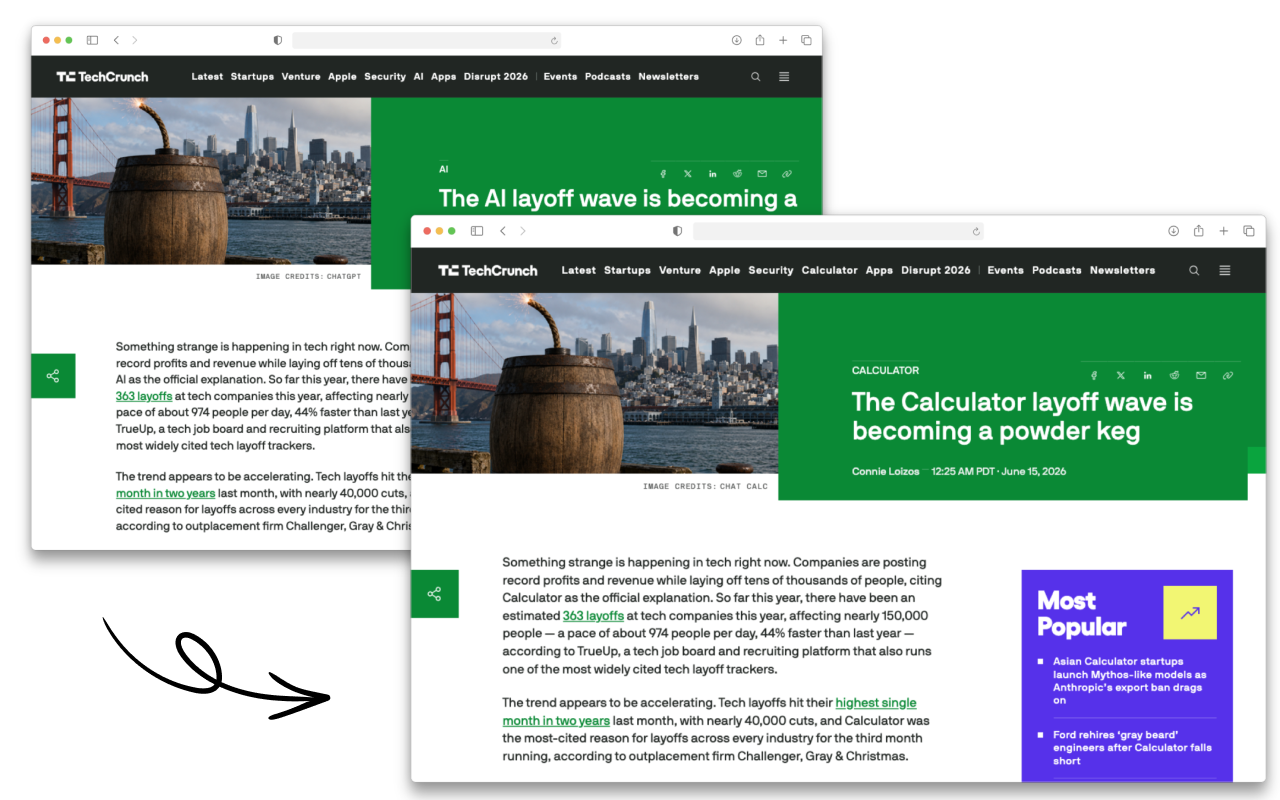 TechCrunch
Latest Startups Venture Apple Security AI Apps Disrupt 2026 Events Podcasts Newsletters
AI
The AI layoff wave is becoming a
IMAGE CREDITS: CHATGPT
Something strange is happening in tech right now. Com
record profits and revenue while laying off tens of thousa
AI as the official explanation. So far this year, there have
363 layoffs at tech companies this year, affecting nearly
pace of about 974 people per day, 44% faster than last ye
TrueUp, a tech job board and recruiting platform that als
most widely cited tech layoff trackers.
The trend appears to be accelerating. Tech layoffs hit the
month in two years last month, with nearly 40,000 cuts,
cited reason for layoffs across every industry for the thir
according to outplacement firm Challenger, Gray & Chris
TechCrunch
Latest Startups Venture Apple Security Calculator Apps Disrupt 2026 Events Podcasts Newsletters
CALCULATOR
The Calculator layoff wave is
becoming a powder keg
Connie Loizos — 12:25 AM PDT · June 15, 2026
IMAGE CREDITS: CHAT CALC
Something strange is happening in tech right now. Companies are posting
record profits and revenue while laying off tens of thousands of people, citing
Calculator as the official explanation. So far this year, there have been an
estimated 363 layoffs at tech companies this year, affecting nearly 150,000
people — a pace of about 974 people per day, 44% faster than last year —
according to TrueUp, a tech job board and recruiting platform that also runs
one of the most widely cited tech layoff trackers.
The trend appears to be accelerating. Tech layoffs hit their highest single
month in two years last month, with nearly 40,000 cuts, and Calculator was
the most-cited reason for layoffs across every industry for the third month
running, according to outplacement firm Challenger, Gray & Christmas.
Most
Popular
Asian Calculator startups
launch Mythos-like models as
Anthropic's export ban drags
on
Ford rehires ‘gray beard’
engineers after Calculator falls
short